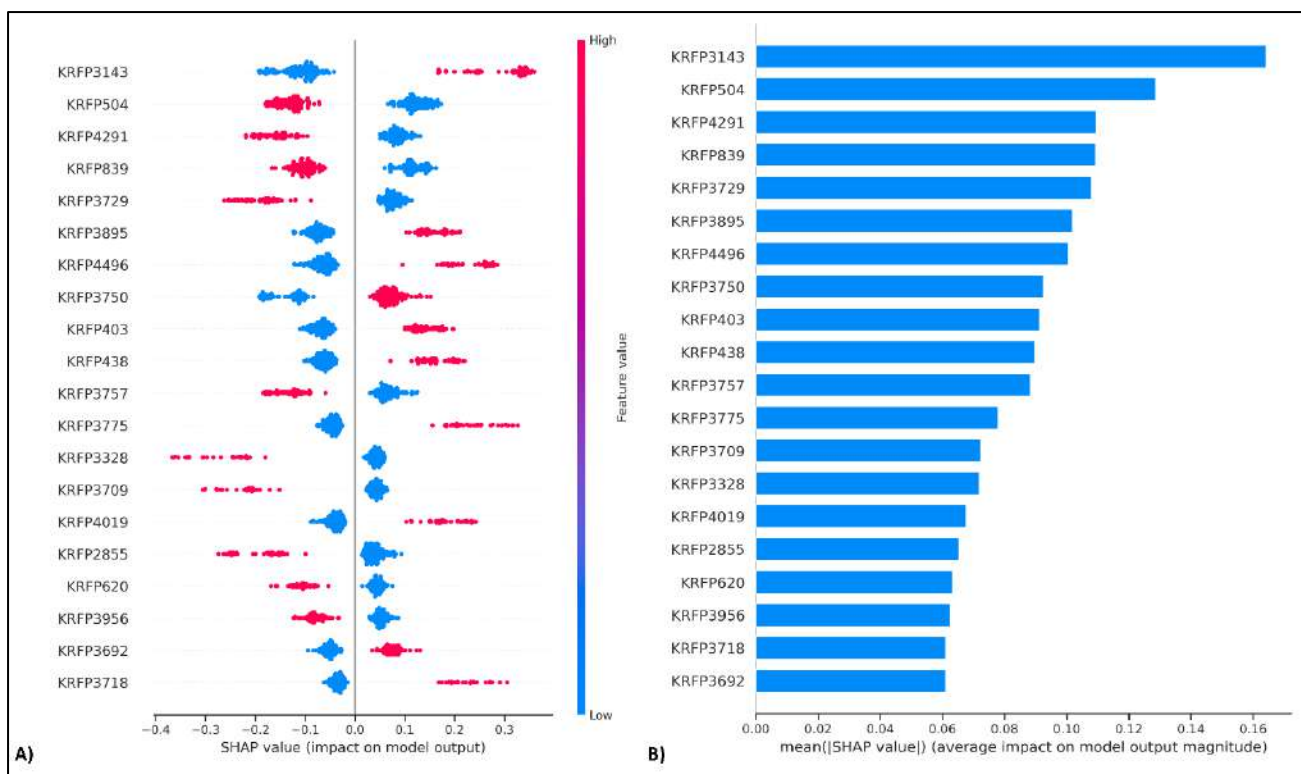 High
KRFP3143
KRFP504
KRFP4291
KRFP839
KRFP3729
KRFP3895
KRFP4496
KRFP3750
KRFP403
KRFP438
KRFP3757
KRFP3775
KRFP3328
KRFP3709
KRFP4019
KRFP2855
KRFP620
KRFP3956
KRFP3692
KRFP3718
Feature value
Low
−0.4 −0.3 −0.2 −0.1 0.0 0.1 0.2 0.3
SHAP value (impact on model output)
A)
KRFP3143
KRFP504
KRFP4291
KRFP839
KRFP3729
KRFP3895
KRFP4496
KRFP3750
KRFP403
KRFP438
KRFP3757
KRFP3775
KRFP3709
KRFP3328
KRFP4019
KRFP2855
KRFP620
KRFP3956
KRFP3718
KRFP3692
0.00 0.02 0.04 0.06 0.08 0.10 0.12 0.14 0.16
mean(|SHAP value|) (average impact on model output magnitude)
B)